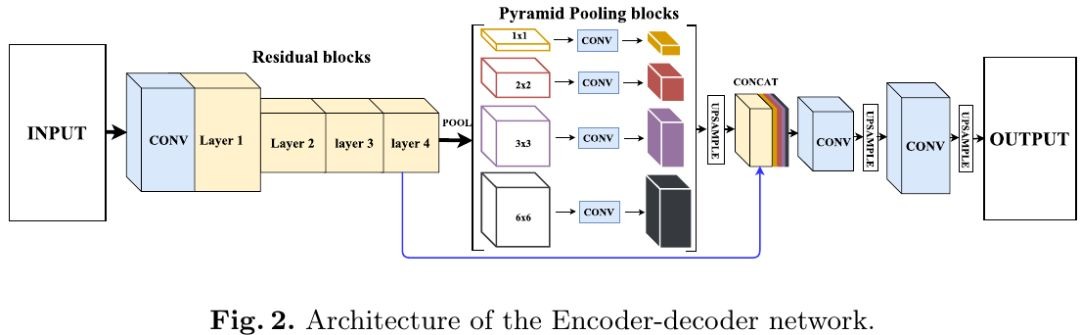 Pyramid Pooling blocks
Residual blocks
INPUT
CONV
Layer 1
Layer 2
layer 3
layer 4
POOL
1x1
CONV
2x2
CONV
3x3
CONV
6x6
CONV
UPSAMPLE
CONCAT
CONV
UPSAMPLE
CONV
UPSAMPLE
OUTPUT
Fig. 2. Architecture of the Encoder-decoder network.